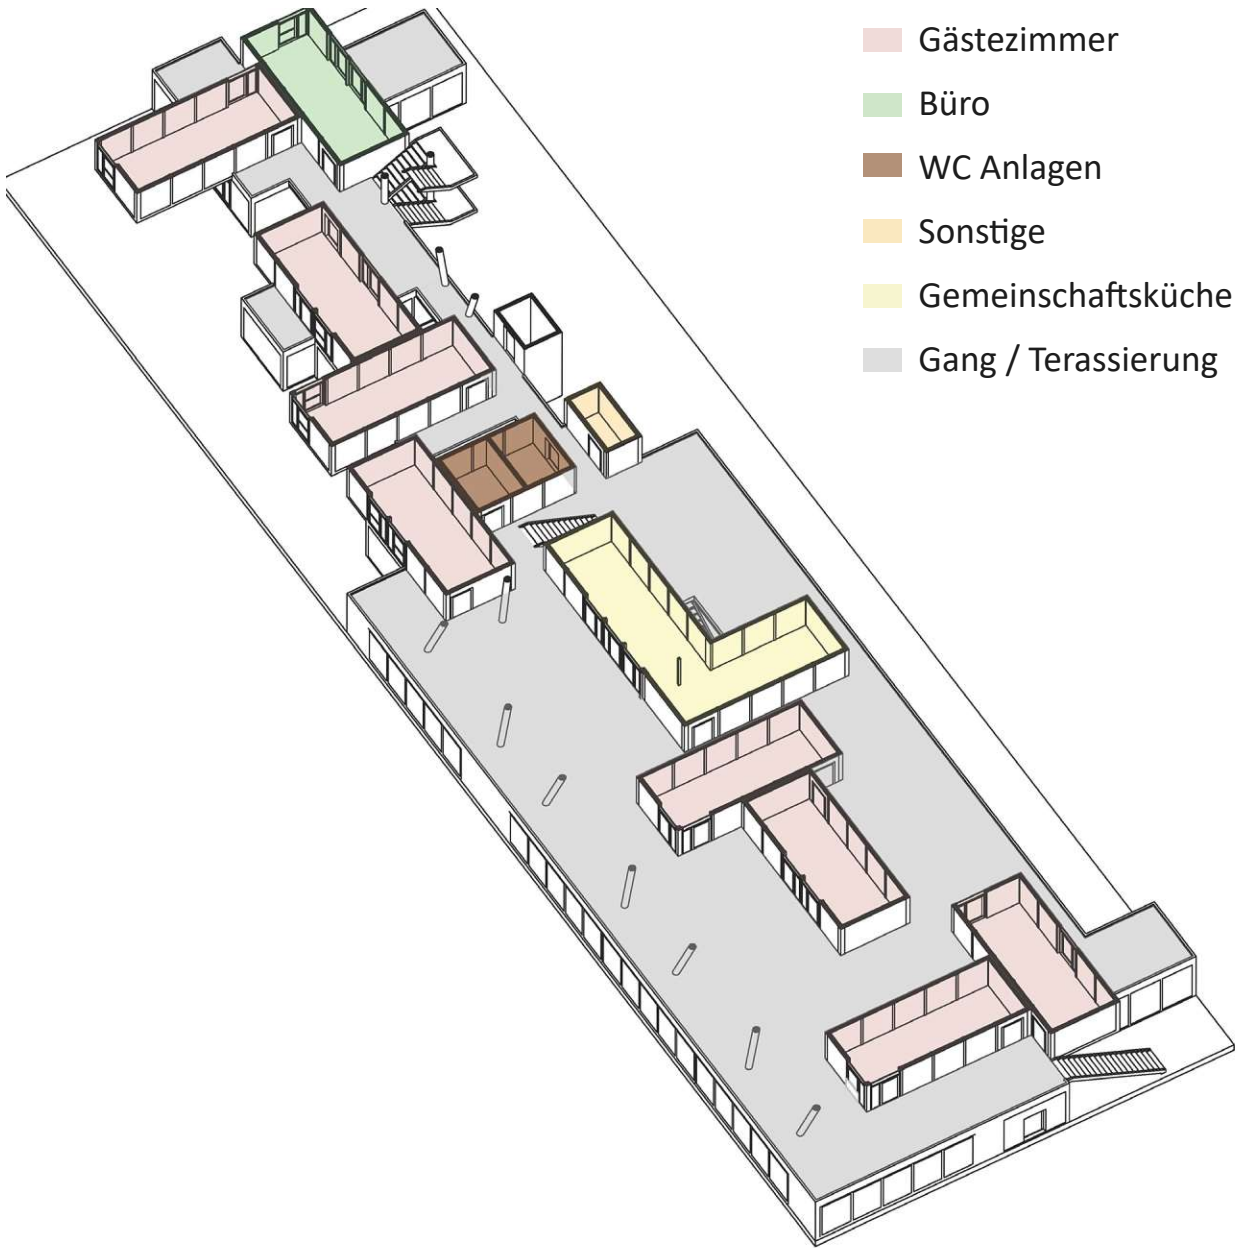 Gästezimmer
Büro
WC Anlagen
Sonstige
Gemeinschaftsküche
Gang / Terassierung